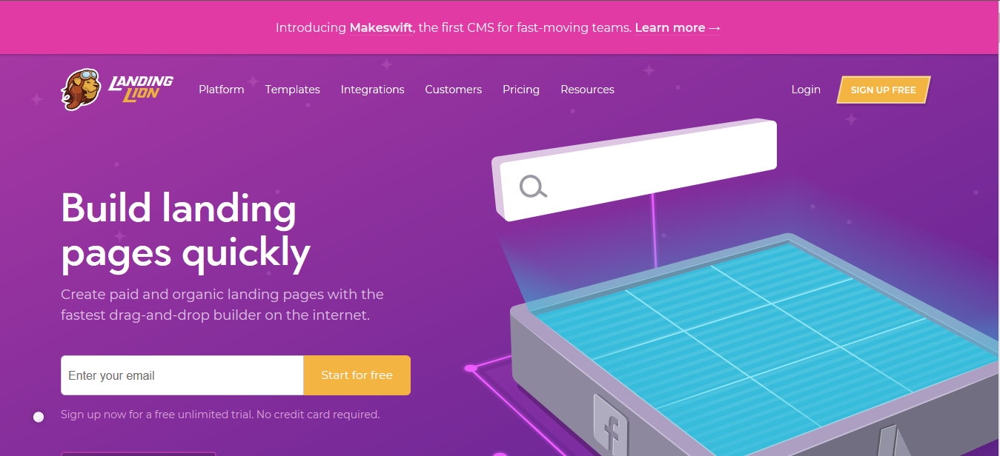 Introducing Makeswift, the first CMS for fast-moving teams. Learn more →
LANDING
LION
Platform
Templates
Integrations
Customers
Pricing
Resources
Login
SIGN UP FREE
Build landing
pages quickly
Create paid and organic landing pages with the
fastest drag-and-drop builder on the internet.
Enter your email
Start for free
Sign up now for a free unlimited trial. No credit card required.